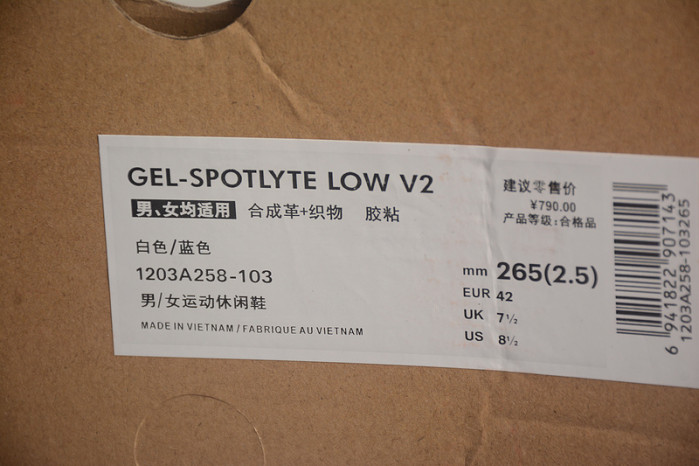 GEL-SPOTLYTE LOW V2
男、女均适用 合成革+织物 胶粘
白色/蓝色
1203A258-103
男/女运动休闲鞋
MADE IN VIETNAM / FABRIQUE AU VIETNAM
建议零售价
¥790.00
产品等级:合格品
mm 265(2.5)
EUR 42
UK 7½
US 8½
6 941822 907143
1203A258-103265